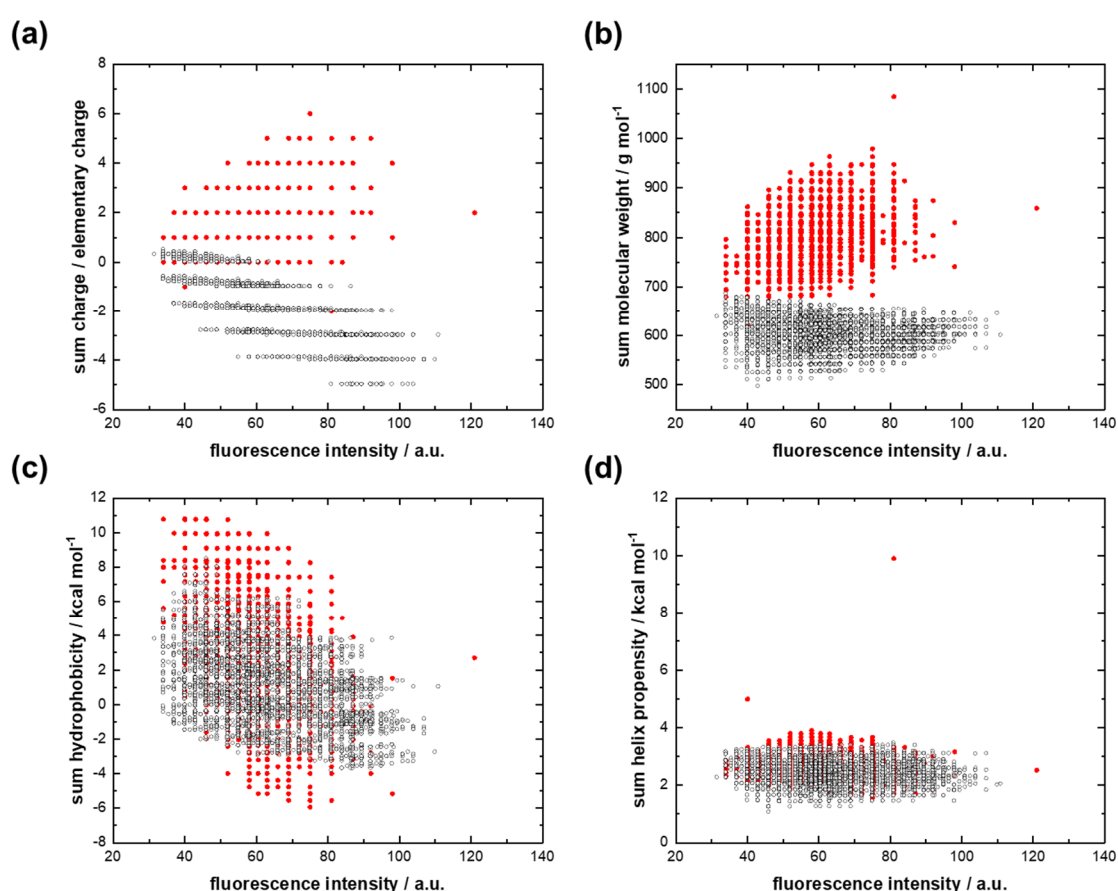 (a)
8
6
4
2
0
-2
-4
-6
sum charge / elementary charge
20 40 60 80 100 120 140
fluorescence intensity / a.u.
(b)
1100
1000
900
800
700
600
500
sum molecular weight / g mol-1
20 40 60 80 100 120 140
fluorescence intensity / a.u.
(c)
12
10
8
6
4
2
0
-2
-4
-6
-8
sum hydrophobicity / kcal mol-1
20 40 60 80 100 120 140
fluorescence intensity / a.u.
(d)
12
10
8
6
4
2
0
sum helix propensity / kcal mol-1
20 40 60 80 100 120 140
fluorescence intensity / a.u.